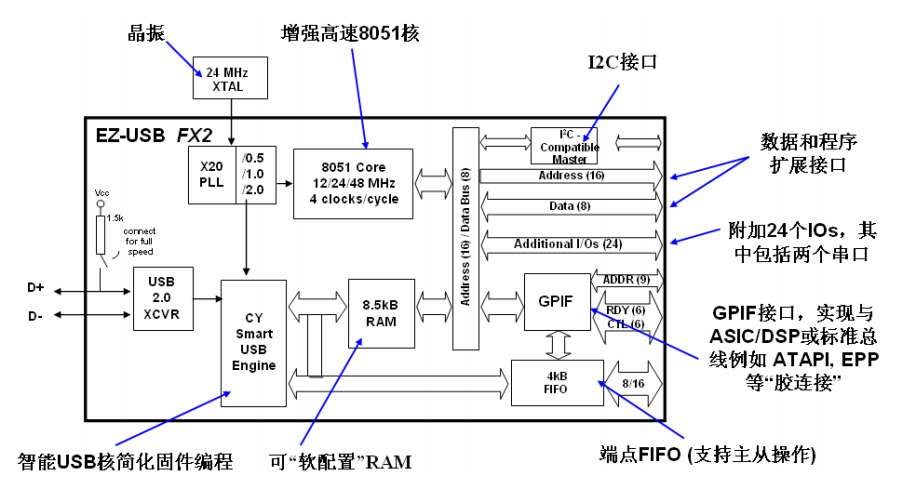 晶振
增强高速8051核
I2C接口
24 MHz
XTAL
EZ-USB FX2
X20
PLL
/0.5
/1.0
/2.0
8051 Core
12/24/48 MHz
4 clocks/cycle
Address (16) / Data Bus (8)
I²C -
Compatible
Master
数据和程序
扩展接口
Address (16)
Data (8)
Additional I/Os (24)
附加24个IOs，其
中包括两个串口
Vcc
1.5k
connect
for full
speed
D+
D-
USB
2.0
XCVR
CY
Smart
USB
Engine
8.5kB
RAM
GPIF
ADDR (9)
RDY (6)
CTL (6)
GPIF接口，实现与
ASIC/DSP或标准总
线例如 ATAPI, EPP
等“胶连接”
4kB
FIFO
8/16
智能USB核简化固件编程
可“软配置”RAM
端点FIFO (支持主从操作)